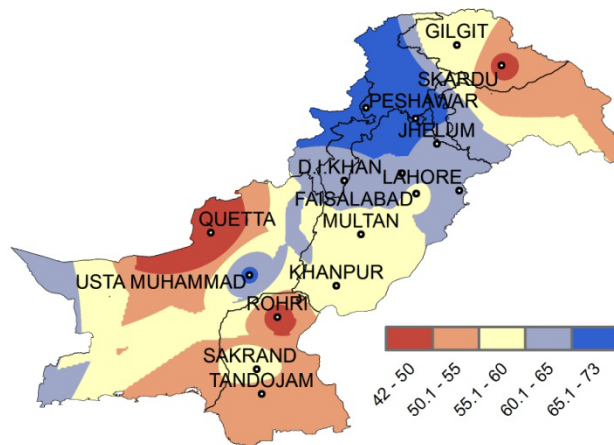 GILGIT
SKARDU
PESHAWAR
JHELUM
D.I.KHAN
LAHORE
FAISALABAD
QUETTA
MULTAN
USTA MUHAMMAD
KHANPUR
ROHRI
SAKRAND
TANDOJAM
42 - 50
50.1 - 55
55.1 - 60
60.1 - 65
65.1 - 73